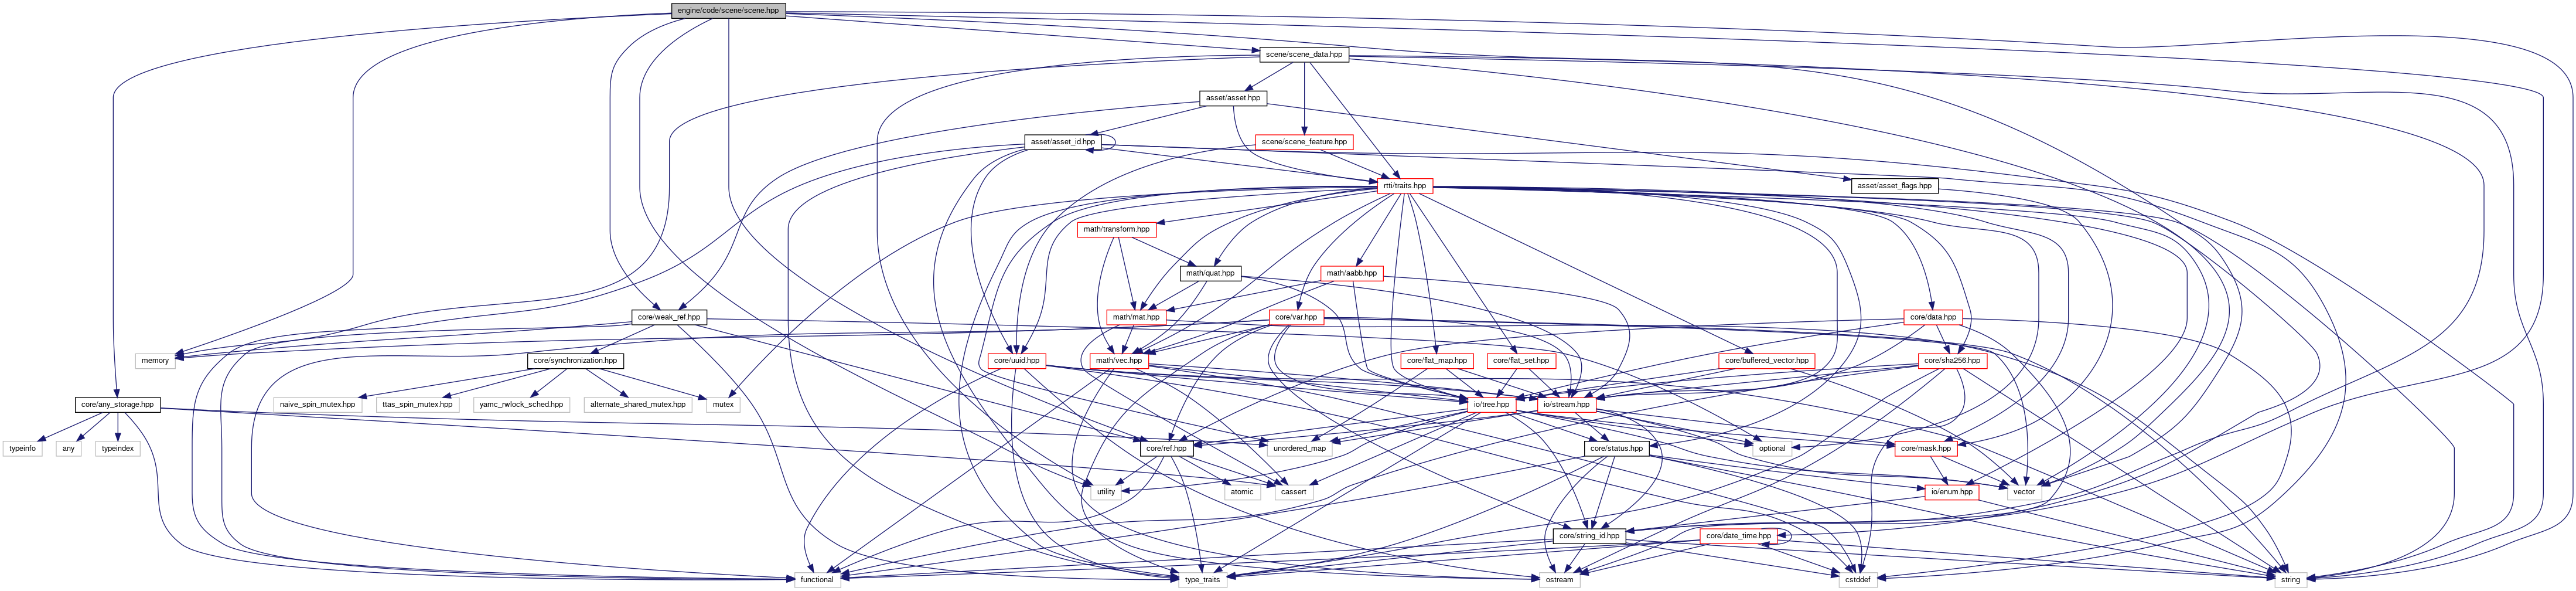 engine/code/scene/scene.hpp
scene/scene_data.hpp
asset/asset.hpp
asset/asset_id.hpp
scene/scene_feature.hpp
rtti/traits.hpp
asset/asset_flags.hpp
math/transform.hpp
math/quat.hpp
math/aabb.hpp
core/weak_ref.hpp
math/mat.hpp
core/var.hpp
core/data.hpp
memory
core/synchronization.hpp
core/uuid.hpp
math/vec.hpp
core/flat_map.hpp
core/flat_set.hpp
core/buffered_vector.hpp
core/sha256.hpp
core/any_storage.hpp
naive_spin_mutex.hpp
ttas_spin_mutex.hpp
yamc_rwlock_sched.hpp
alternate_shared_mutex.hpp
mutex
io/tree.hpp
io/stream.hpp
typeinfo
any
typeindex
core/ref.hpp
unordered_map
core/status.hpp
optional
core/mask.hpp
utility
atomic
cassert
io/enum.hpp
vector
core/string_id.hpp
core/date_time.hpp
functional
type_traits
ostream
cstddef
string